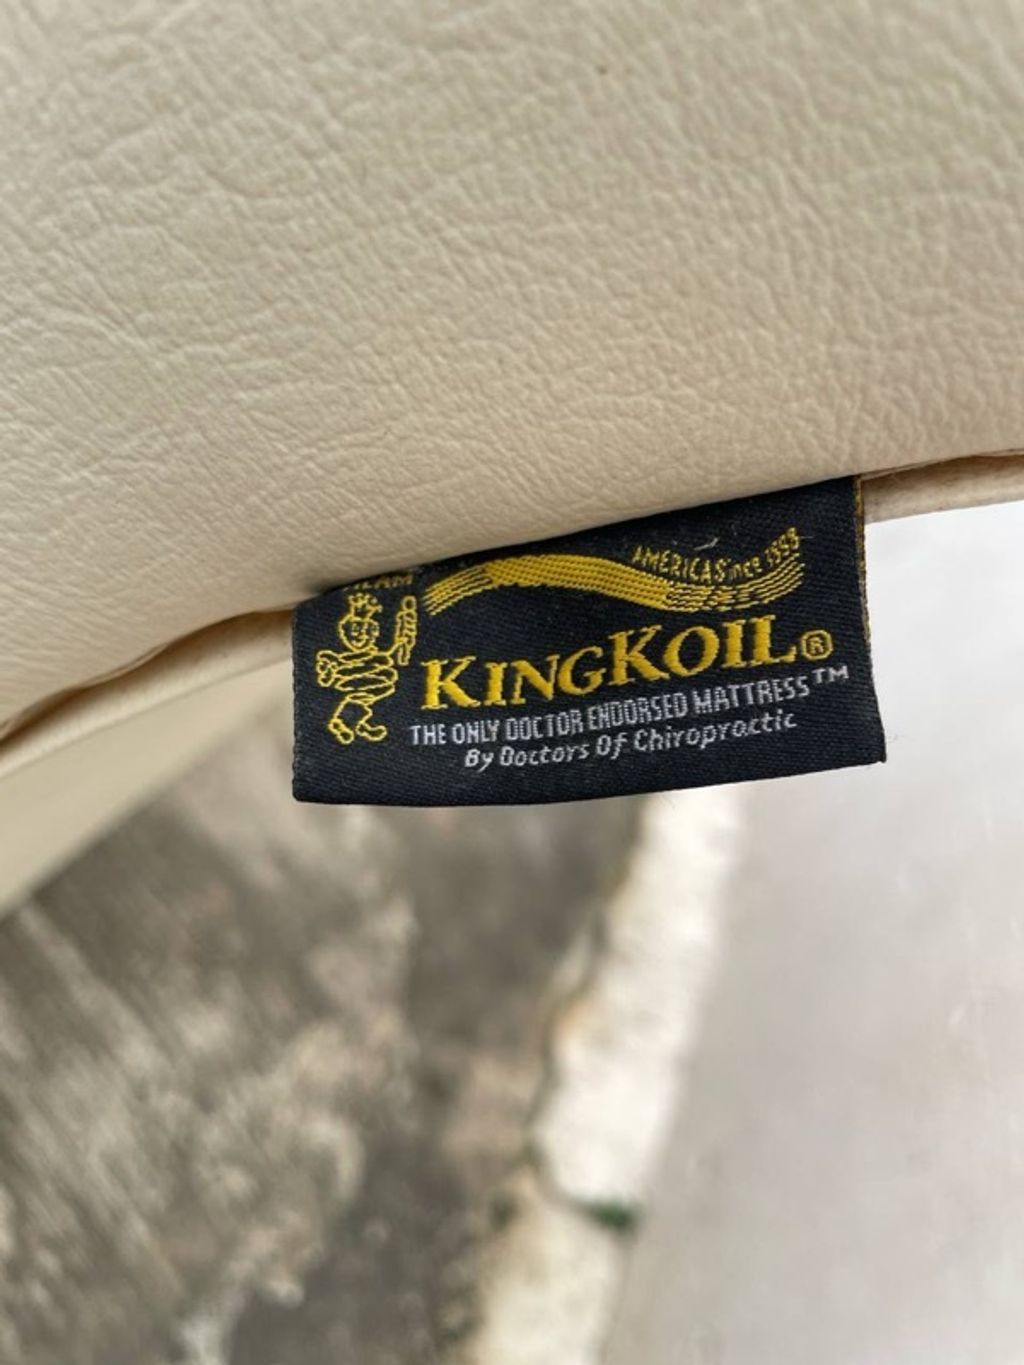 AMERICA Since 1898
KINGKOIL®
THE ONLY DOCTOR ENDORSED MATTRESS™
By Doctors Of Chiropractic